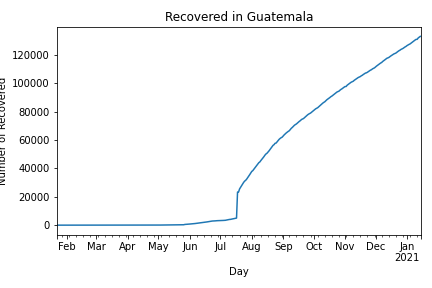 Recovered in Guatemala
Number of Recovered
120000
100000
80000
60000
40000
20000
0
Feb Mar Apr May Jun Jul Aug Sep Oct Nov Dec Jan
2021
Day